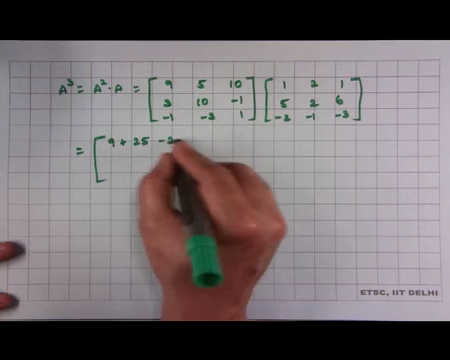 A³ = A²·A = [ 9 5 10 ] [ 1 2 1 ]
[ 3 10 -1 ] [ 5 2 6 ]
[ -1 -3 1 ] [ -2 -1 -3 ]
= [ 9 + 25 -2
ETSC, IIT DELHI